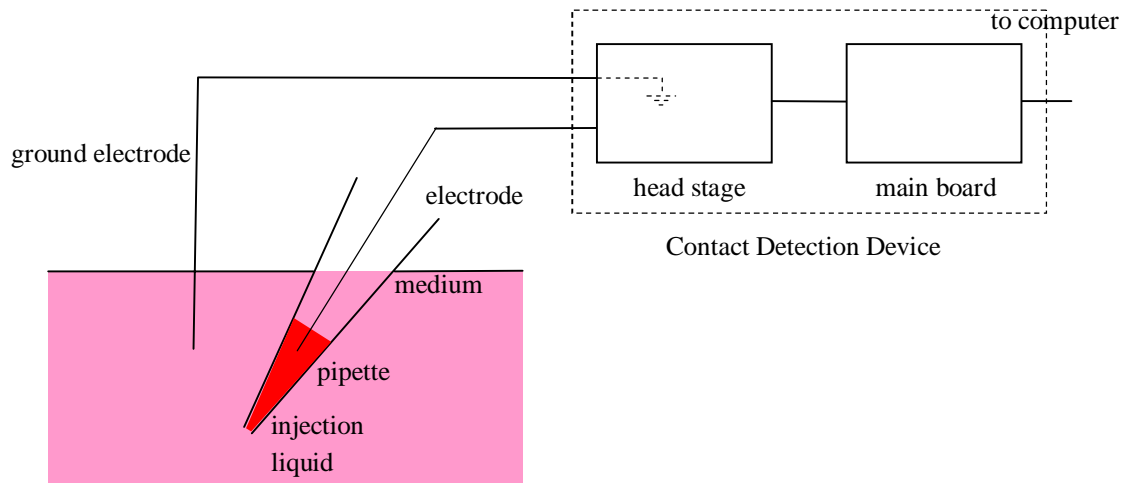 to computer
ground electrode
head stage
main board
electrode
Contact Detection Device
medium
pipette
injection
liquid